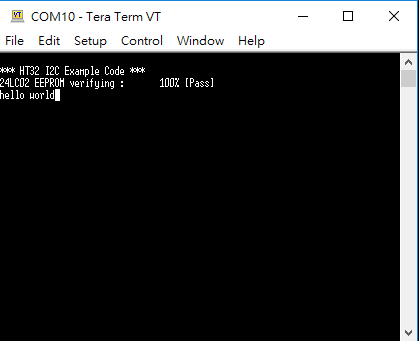 COM10 - Tera Term VT
File Edit Setup Control Window Help
*** HT32 I2C Example Code ***
24LC02 EEPROM verifying : 100% [Pass]
hello world